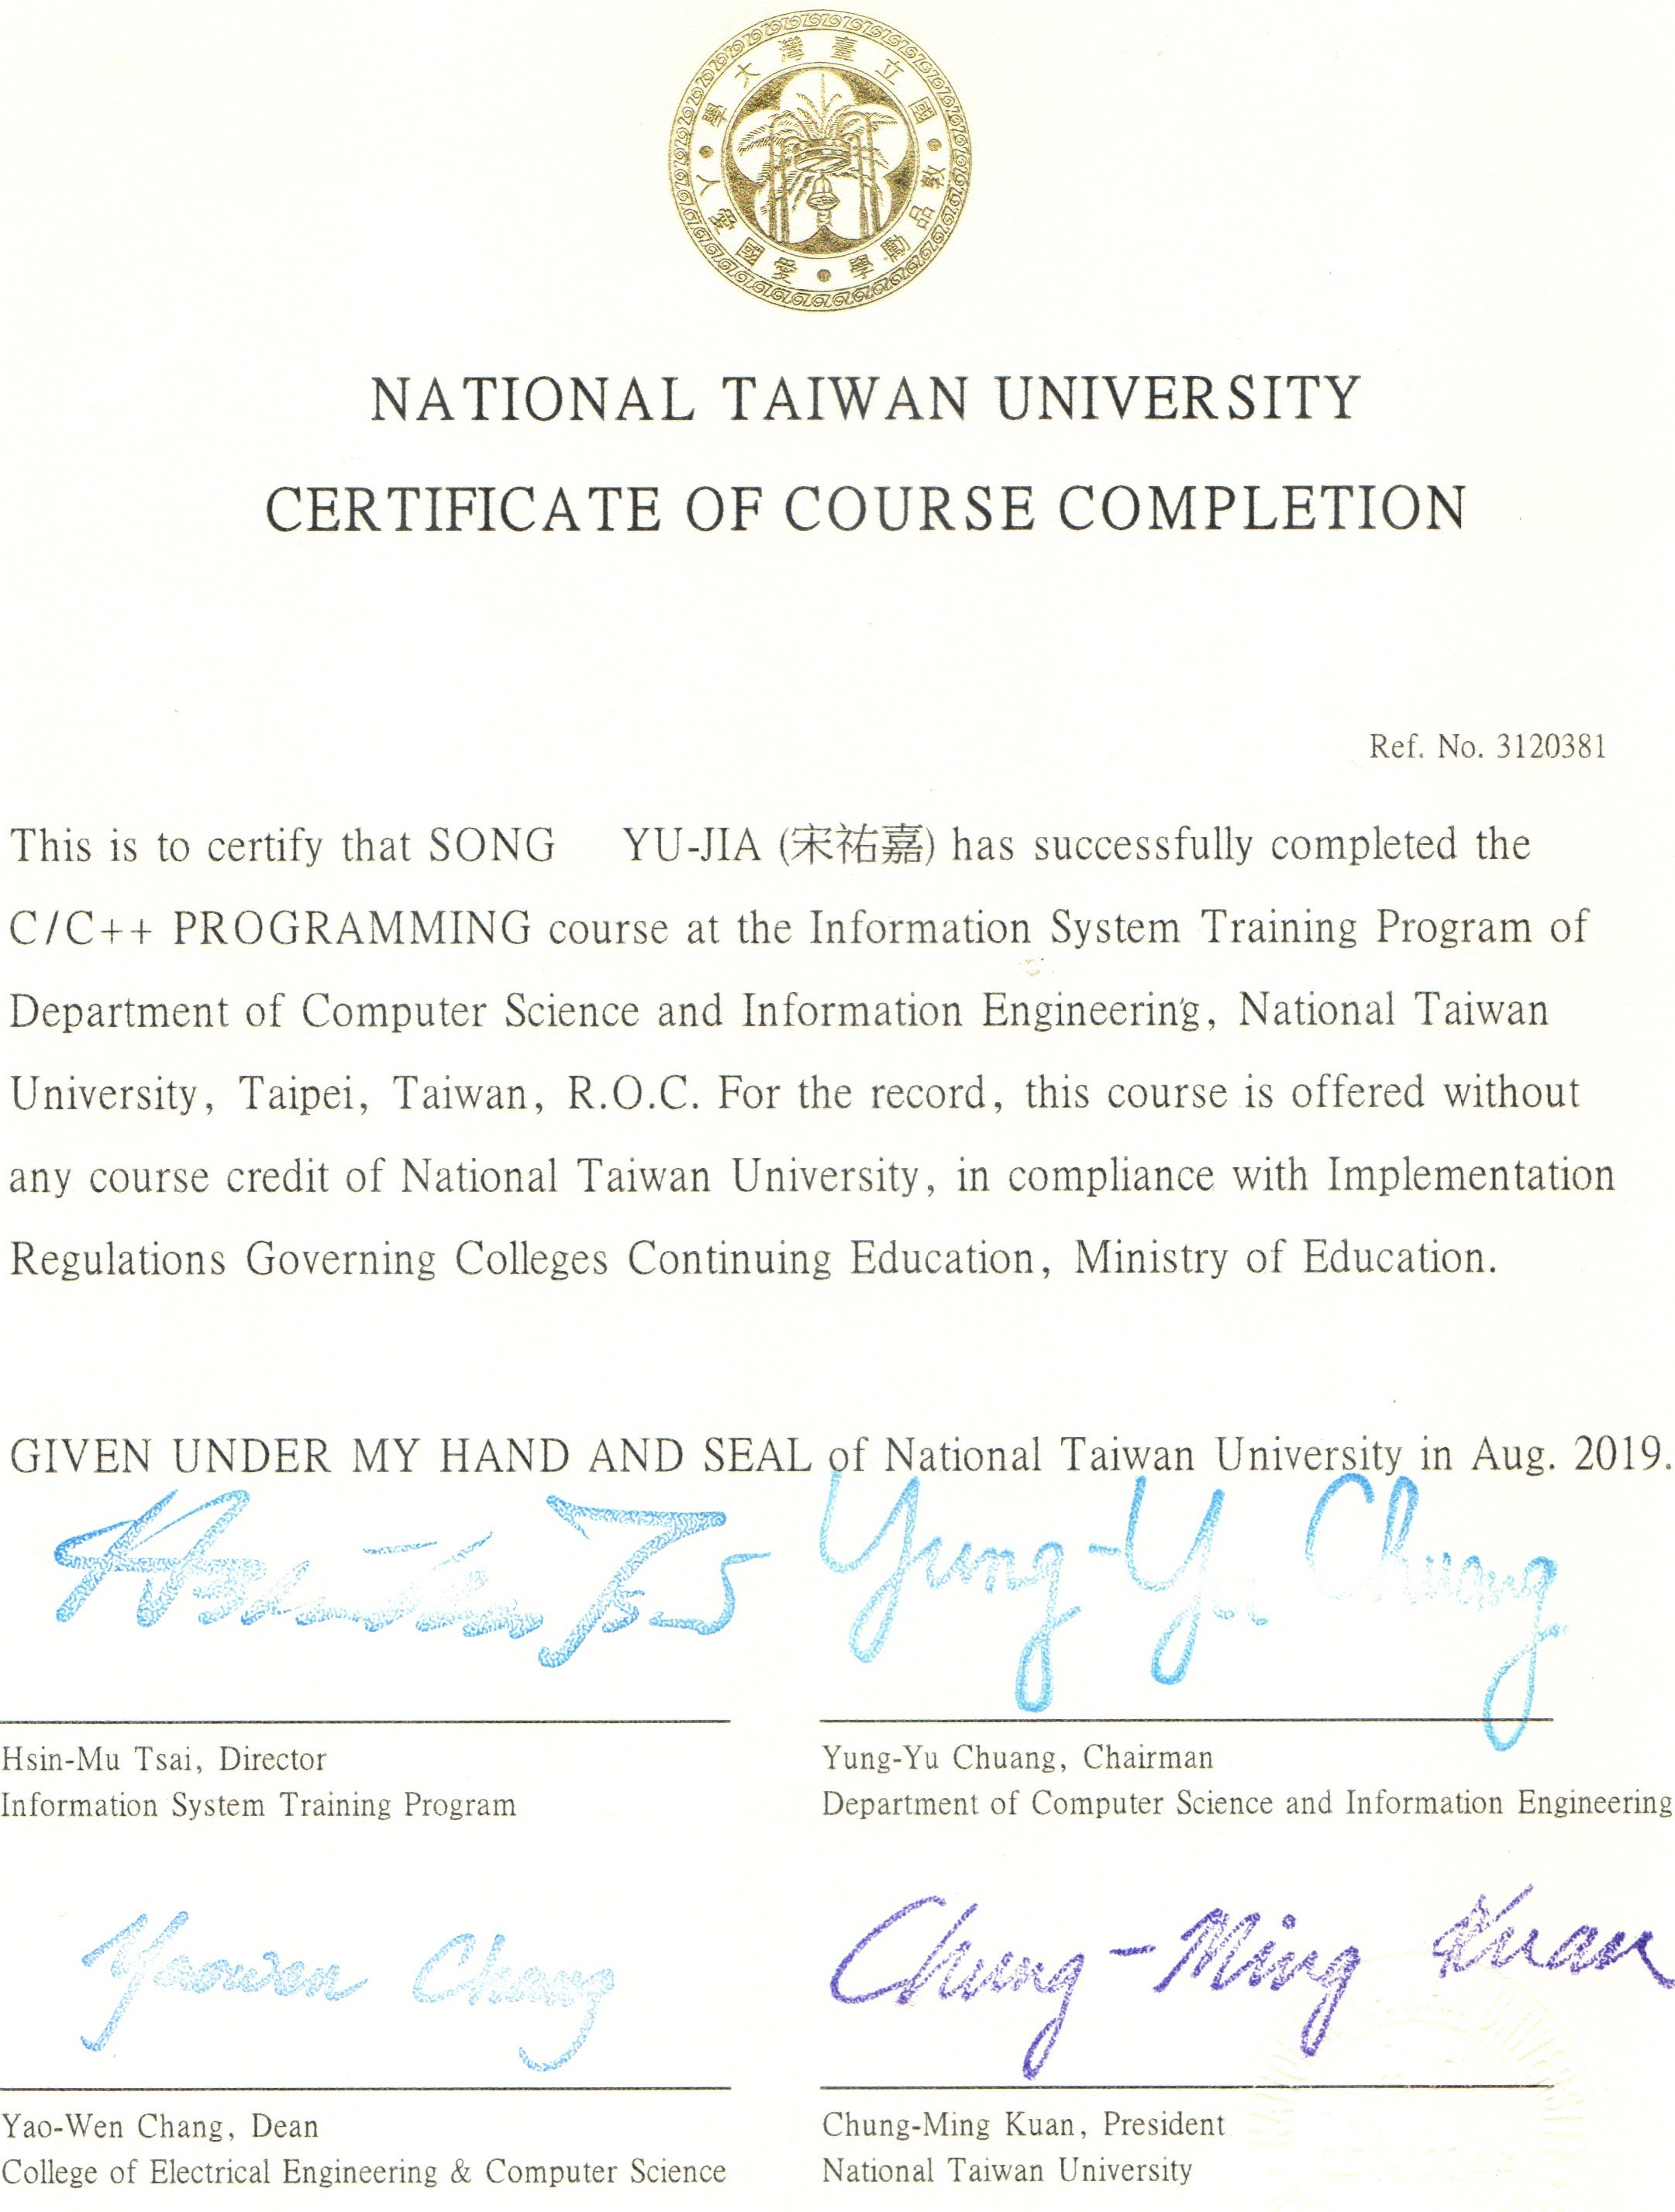 國立臺灣大學
敦品勵學 • 愛國愛人
NATIONAL TAIWAN UNIVERSITY
CERTIFICATE OF COURSE COMPLETION
Ref. No. 3120381
This is to certify that SONG YU-JIA (宋祐嘉) has successfully completed the
C/C++ PROGRAMMING course at the Information System Training Program of
Department of Computer Science and Information Engineering, National Taiwan
University, Taipei, Taiwan, R.O.C. For the record, this course is offered without
any course credit of National Taiwan University, in compliance with Implementation
Regulations Governing Colleges Continuing Education, Ministry of Education.
GIVEN UNDER MY HAND AND SEAL of National Taiwan University in Aug. 2019.
Yung-Yu Chuang
Hsin-Mu Tsai, Director
Information System Training Program
Yung-Yu Chuang, Chairman
Department of Computer Science and Information Engineering
Yaowen Chang
Chung-Ming Kuan
Yao-Wen Chang, Dean
College of Electrical Engineering & Computer Science
Chung-Ming Kuan, President
National Taiwan University